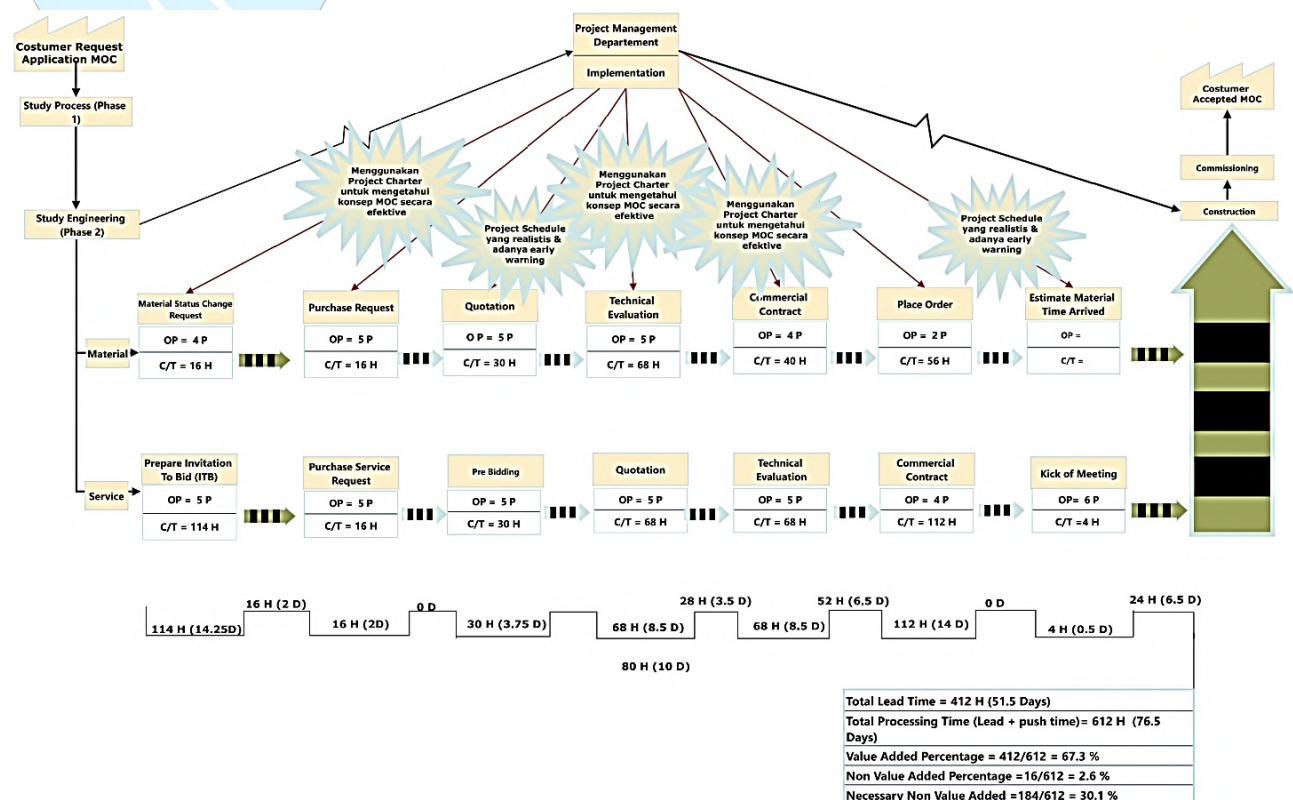 Costumer Request
Application MOC
Study Process (Phase
1)
Study Engineering
(Phase 2)
Project Management
Departement
Implementation
Costumer
Accepted MOC
Commissioning
Construction
Menggunakan
Project Charter
untuk mengetahui
konsep MOC secara
efektive
Project Schedule
yang realistis &
adanya early
warning
Menggunakan
Project Charter
untuk mengetahui
konsep MOC secara
efektive
Menggunakan
Project Charter
untuk mengetahui
konsep MOC secara
efektive
Project Schedule
yang realistis &
adanya early
warning
Material
Material Status Change
Request
OP = 4 P
C/T = 16 H
Purchase Request
OP = 5 P
C/T = 16 H
Quotation
O P = 5 P
C/T = 30 H
Technical
Evaluation
OP = 5 P
C/T = 68 H
Commercial
Contract
OP = 4 P
C/T = 40 H
Place Order
OP = 2 P
C/T= 56 H
Estimate Material
Time Arrived
OP =
C/T =
Service
Prepare Invitation
To Bid (ITB)
OP = 5 P
C/T = 114 H
Purchase Service
Request
OP = 5 P
C/T = 16 H
Pre Bidding
OP = 5 P
C/T = 30 H
Quotation
OP = 5 P
C/T = 68 H
Technical
Evaluation
OP = 5 P
C/T = 68 H
Commercial
Contract
OP = 4 P
C/T = 112 H
Kick of Meeting
OP= 6 P
C/T =4 H
114 H (14.25D)
16 H (2 D)
16 H (2D)
0 D
30 H (3.75 D)
68 H (8.5 D)
28 H (3.5 D)
68 H (8.5 D)
52 H (6.5 D)
112 H (14 D)
0 D
4 H (0.5 D)
24 H (6.5 D)
80 H (10 D)
Total Lead Time = 412 H (51.5 Days)
Total Processing Time (Lead + push time)= 612 H (76.5
Days)
Value Added Percentage = 412/612 = 67.3 %
Non Value Added Percentage =16/612 = 2.6 %
Necessary Non Value Added =184/612 = 30.1 %